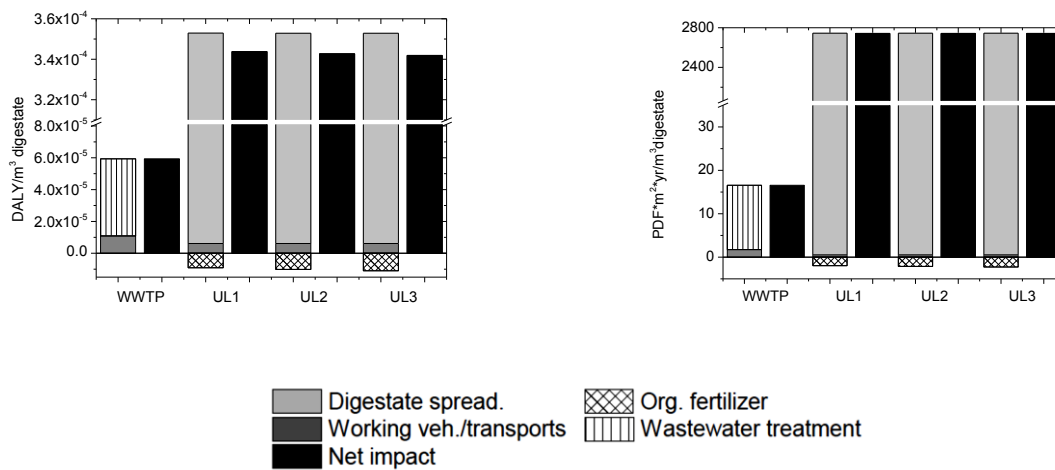 3.6x10⁻⁴
3.4x10⁻⁴
3.2x10⁻⁴
8.0x10⁻⁵
6.0x10⁻⁵
4.0x10⁻⁵
2.0x10⁻⁵
0.0
DALY/m³ digestate
WWTP UL1 UL2 UL3
2800
2400
30
20
10
0
PDF*m²*yr/m³digestate
WWTP UL1 UL2 UL3
Digestate spread.
Working veh./transports
Net impact
Org. fertilizer
Wastewater treatment